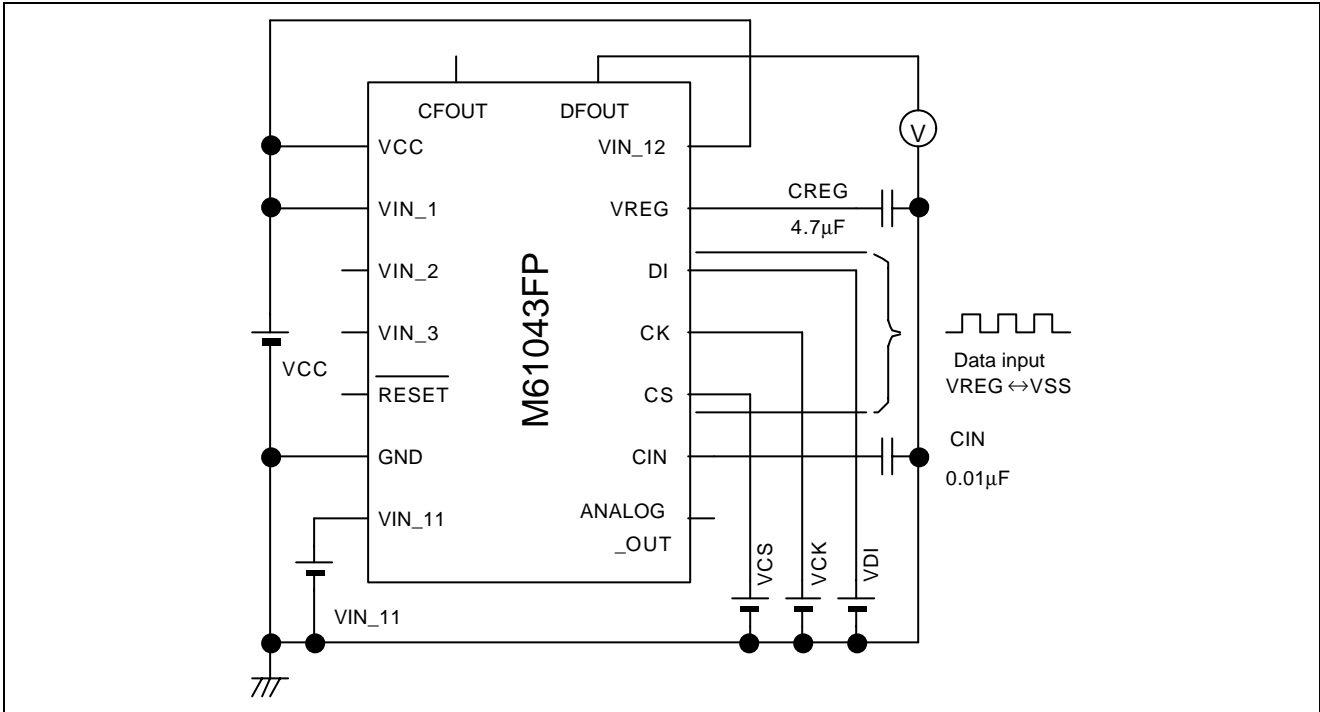 CFOUT
DFOUT
VCC
VIN_1
VIN_2
VIN_3
RESET
GND
VIN_11
M61043FP
VIN_12
VREG
DI
CK
CS
CIN
ANALOG
_OUT
V
CREG
4.7µF
Data input
VREG ↔VSS
CIN
0.01µF
VCC
VIN_11
VCS
VCK
VDI